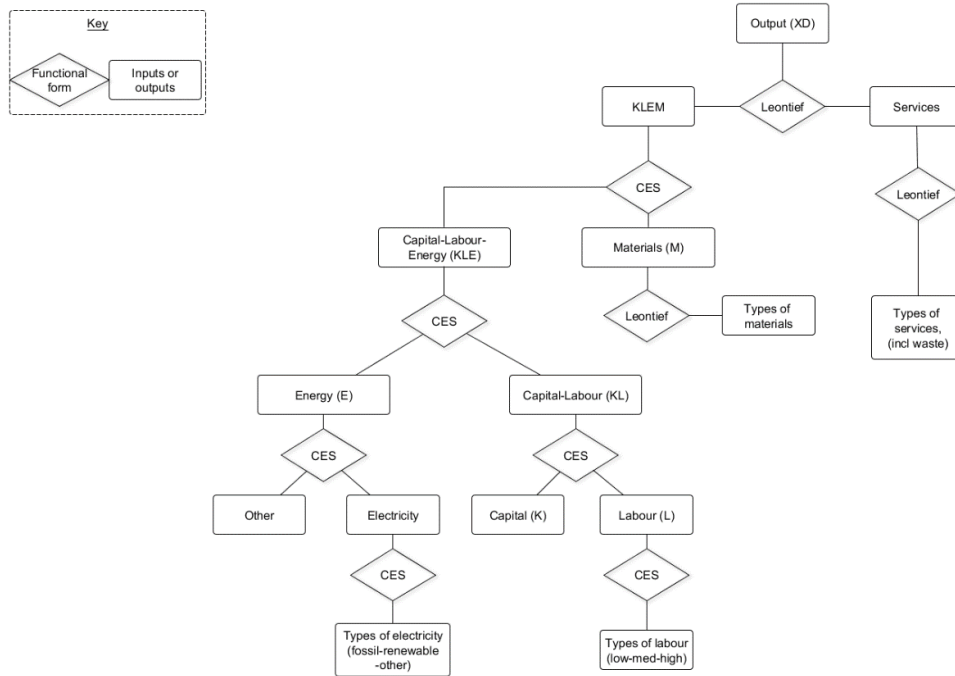 Key
Functional
form
Inputs or
outputs
Output (XD)
KLEM
Leontief
Services
CES
Leontief
Capital-Labour-
Energy (KLE)
Materials (M)
CES
Leontief
Types of
materials
Types of
services,
(incl waste)
Energy (E)
Capital-Labour (KL)
CES
CES
Other
Electricity
Capital (K)
Labour (L)
CES
CES
Types of electricity
(fossil-renewable
-other)
Types of labour
(low-med-high)